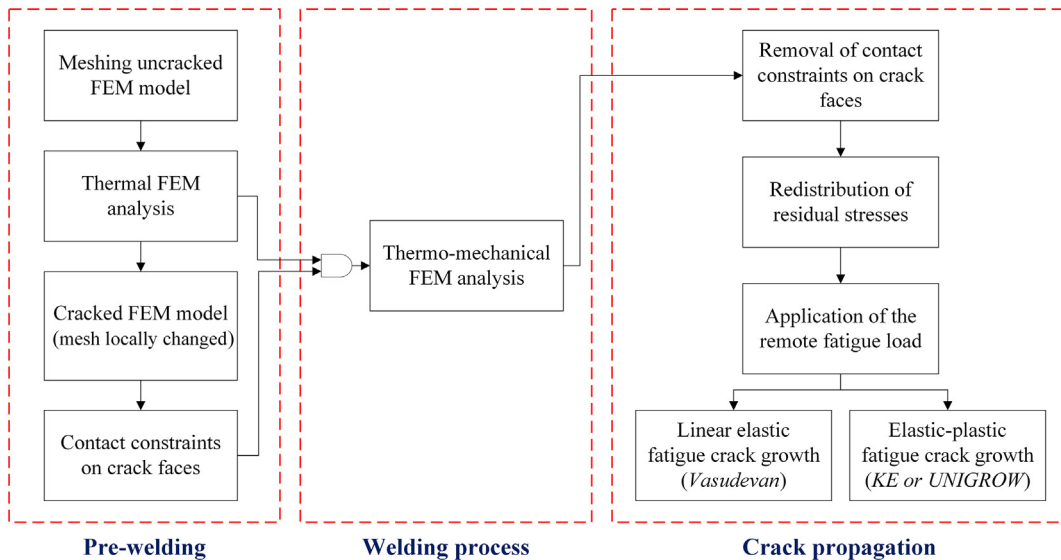 Meshing uncracked
FEM model
Thermal FEM
analysis
Cracked FEM model
(mesh locally changed)
Contact constraints
on crack faces
Pre-welding
Thermo-mechanical
FEM analysis
Welding process
Removal of contact
constraints on crack
faces
Redistribution of
residual stresses
Application of the
remote fatigue load
Linear elastic
fatigue crack growth
(Vasudevan)
Elastic-plastic
fatigue crack growth
(KE or UNIGROW)
Crack propagation